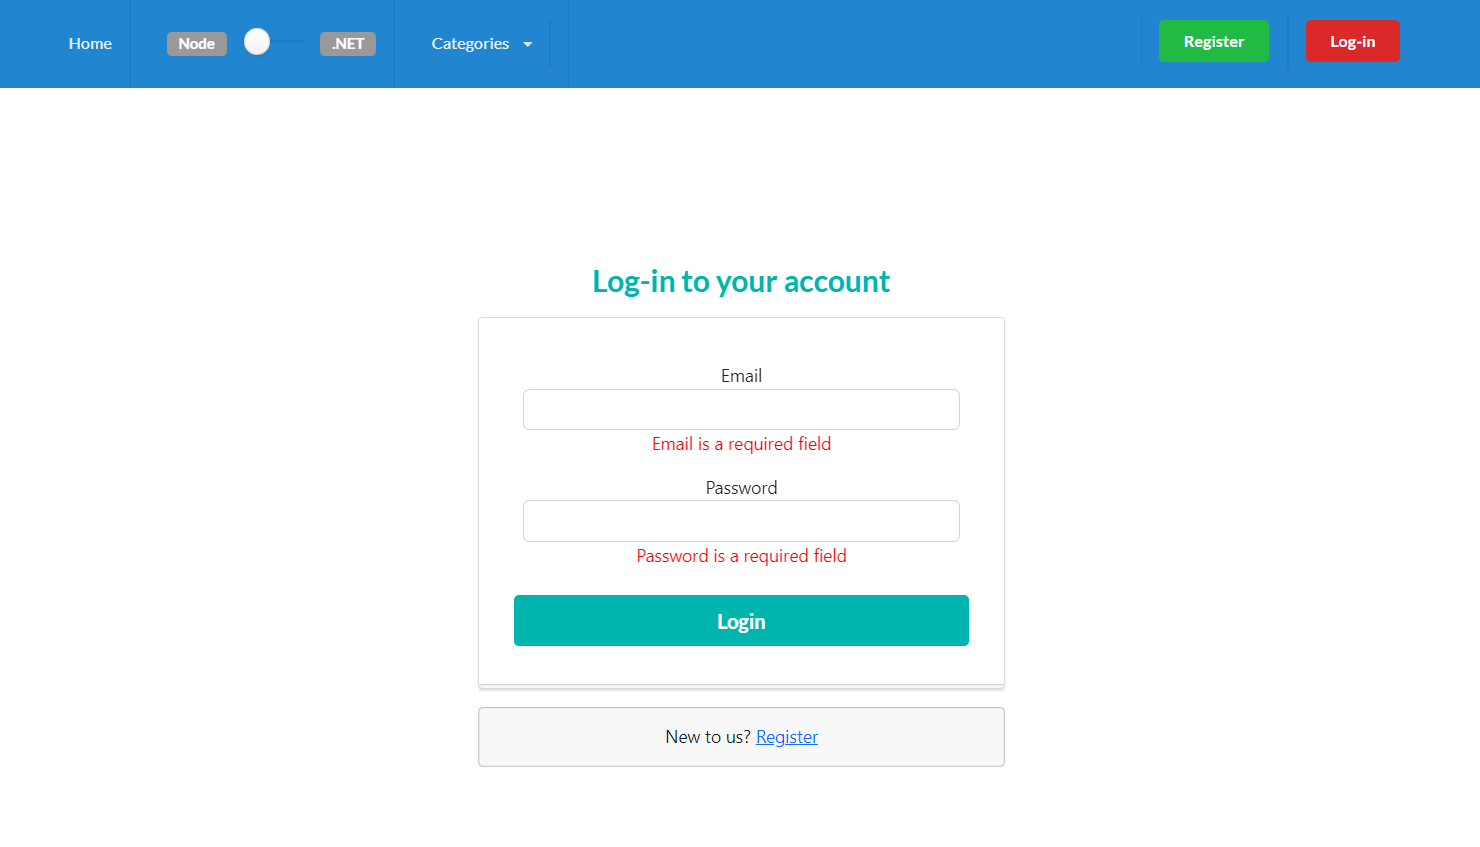 Home Node .NET Categories Register Log-in
Log-in to your account
Email
Email is a required field
Password
Password is a required field
Login
New to us? Register